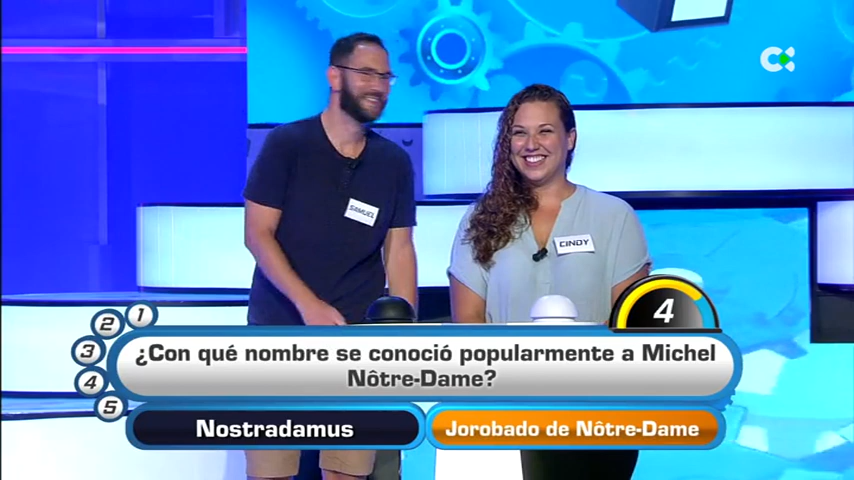 SAMUEL
CINDY
4
1
2
3
4
5
¿Con qué nombre se conoció popularmente a Michel
Nôtre-Dame?
Nostradamus
Jorobado de Nôtre-Dame